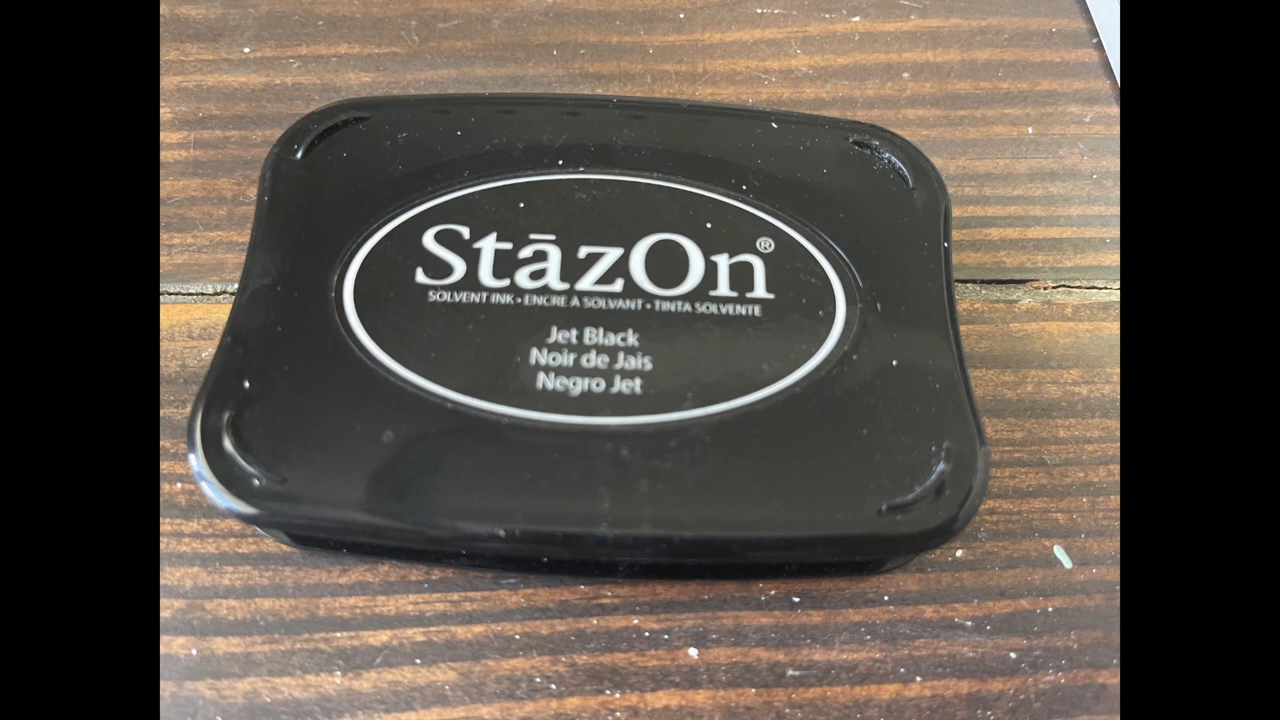 StāzOn®
SOLVENT INK • ENCRE À SOLVANT • TINTA SOLVENTE
Jet Black
Noir de Jais
Negro Jet